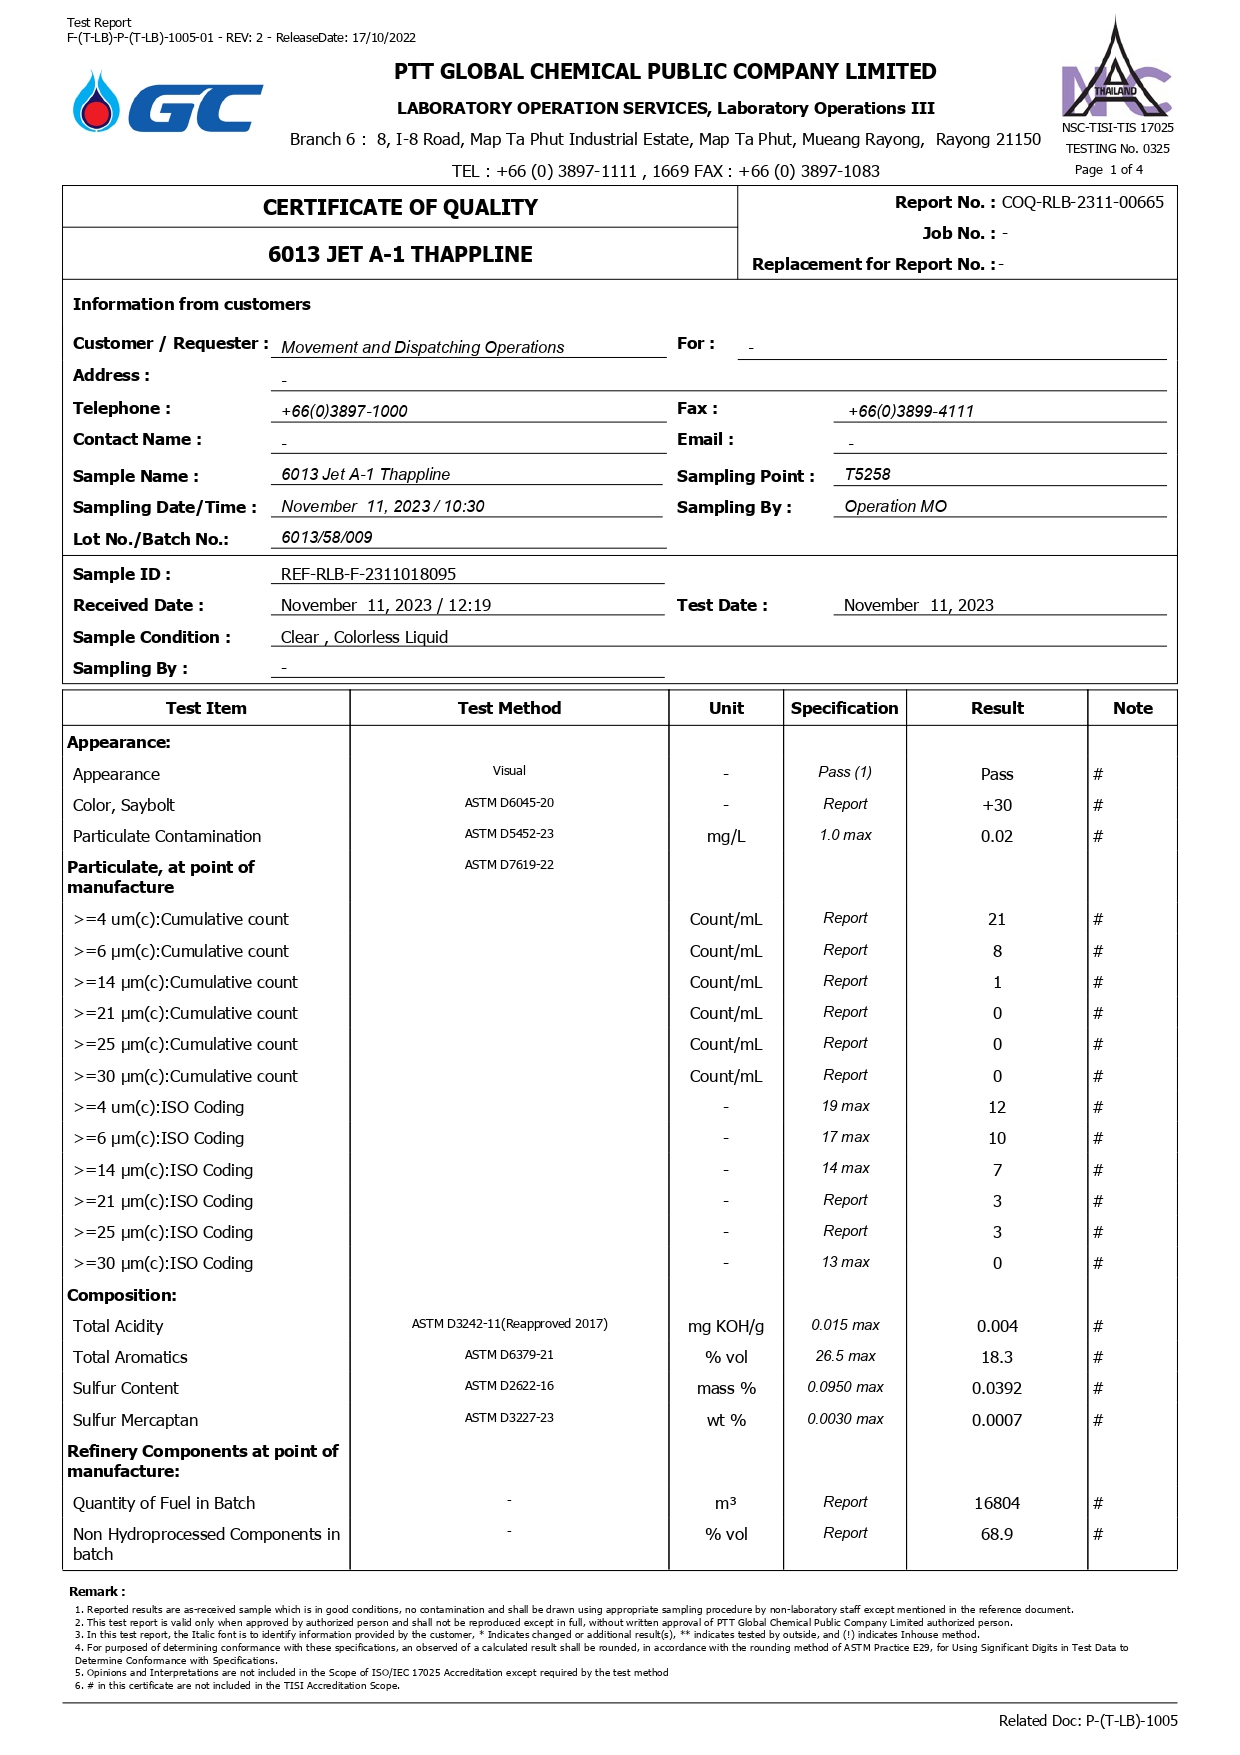 Test Report
F-(T-LB)-P-(T-LB)-1005-01 - REV: 2 - ReleaseDate: 17/10/2022
GC
PTT GLOBAL CHEMICAL PUBLIC COMPANY LIMITED
LABORATORY OPERATION SERVICES, Laboratory Operations III
Branch 6 : 8, I-8 Road, Map Ta Phut Industrial Estate, Map Ta Phut, Mueang Rayong, Rayong 21150
TEL : +66 (0) 3897-1111 , 1669 FAX : +66 (0) 3897-1083
NSC
THAILAND
NSC-TISI-TIS 17025
TESTING No. 0325
Page 1 of 4
CERTIFICATE OF QUALITY
6013 JET A-1 THAPPLINE
Report No. : COQ-RLB-2311-00665
Job No. : -
Replacement for Report No. : -
Information from customers
Customer / Requester : Movement and Dispatching Operations For : -
Address : -
Telephone : +66(0)3897-1000 Fax : +66(0)3899-4111
Contact Name : - Email : -
Sample Name : 6013 Jet A-1 Thappline Sampling Point : T5258
Sampling Date/Time : November 11, 2023 / 10:30 Sampling By : Operation MO
Lot No./Batch No.: 6013/58/009
Sample ID : REF-RLB-F-2311018095
Received Date : November 11, 2023 / 12:19 Test Date : November 11, 2023
Sample Condition : Clear , Colorless Liquid
Sampling By : -
Test Item Test Method Unit Specification Result Note
Appearance:
Appearance Visual - Pass (1) Pass #
Color, Saybolt ASTM D6045-20 - Report +30 #
Particulate Contamination ASTM D5452-23 mg/L 1.0 max 0.02 #
Particulate, at point of ASTM D7619-22
manufacture
>=4 um(c):Cumulative count Count/mL Report 21 #
>=6 µm(c):Cumulative count Count/mL Report 8 #
>=14 µm(c):Cumulative count Count/mL Report 1 #
>=21 µm(c):Cumulative count Count/mL Report 0 #
>=25 µm(c):Cumulative count Count/mL Report 0 #
>=30 µm(c):Cumulative count Count/mL Report 0 #
>=4 um(c):ISO Coding - 19 max 12 #
>=6 µm(c):ISO Coding - 17 max 10 #
>=14 µm(c):ISO Coding - 14 max 7 #
>=21 µm(c):ISO Coding - Report 3 #
>=25 µm(c):ISO Coding - Report 3 #
>=30 µm(c):ISO Coding - 13 max 0 #
Composition:
Total Acidity ASTM D3242-11(Reapproved 2017) mg KOH/g 0.015 max 0.004 #
Total Aromatics ASTM D6379-21 % vol 26.5 max 18.3 #
Sulfur Content ASTM D2622-16 mass % 0.0950 max 0.0392 #
Sulfur Mercaptan ASTM D3227-23 wt % 0.0030 max 0.0007 #
Refinery Components at point of
manufacture:
Quantity of Fuel in Batch - m³ Report 16804 #
Non Hydroprocessed Components in - % vol Report 68.9 #
batch
Remark :
1. Reported results are as-received sample which is in good conditions, no contamination and shall be drawn using appropriate sampling procedure by non-laboratory staff except mentioned in the reference document.
2. This test report is valid only when approved by authorized person and shall not be reproduced except in full, without written approval of PTT Global Chemical Public Company Limited authorized person.
3. In this test report, the Italic font is to identify information provided by the customer, * Indicates changed or additional result(s), ** indicates tested by outside, and (!) indicates Inhouse method.
4. For purposed of determining conformance with these specifications, an observed of a calculated result shall be rounded, in accordance with the rounding method of ASTM Practice E29, for Using Significant Digits in Test Data to
Determine Conformance with Specifications.
5. Opinions and Interpretations are not included in the Scope of ISO/IEC 17025 Accreditation except required by the test method
6. # in this certificate are not included in the TISI Accreditation Scope.
Related Doc: P-(T-LB)-1005